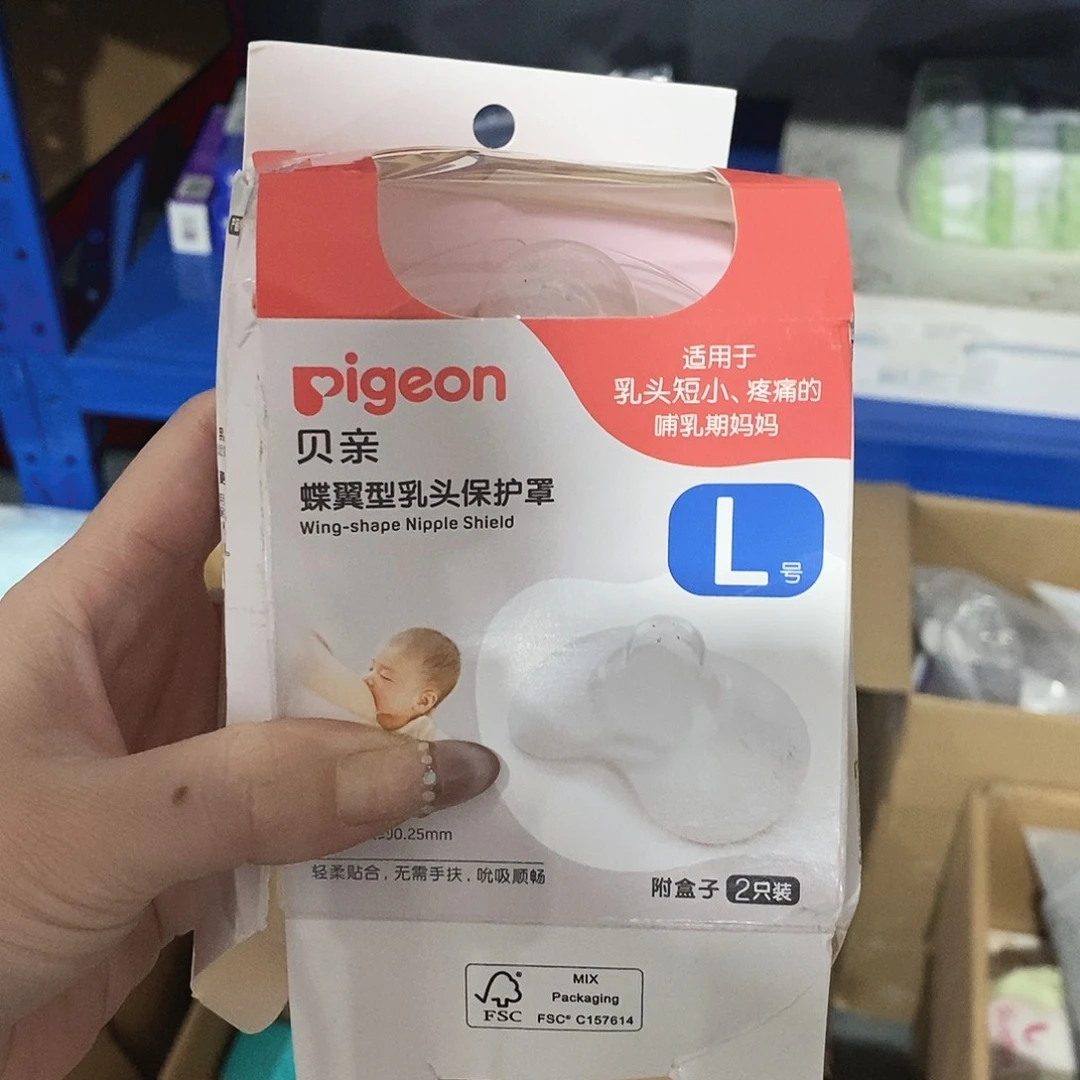 pigeon
贝亲
蝶翼型乳头保护罩
Wing-shape Nipple Shield
适用于
乳头短小、疼痛的
哺乳期妈妈
L号
0.25mm
轻柔贴合，无需手扶，吮吸顺畅
附盒子 2只装
FSC
MIX
Packaging
FSC® C157614